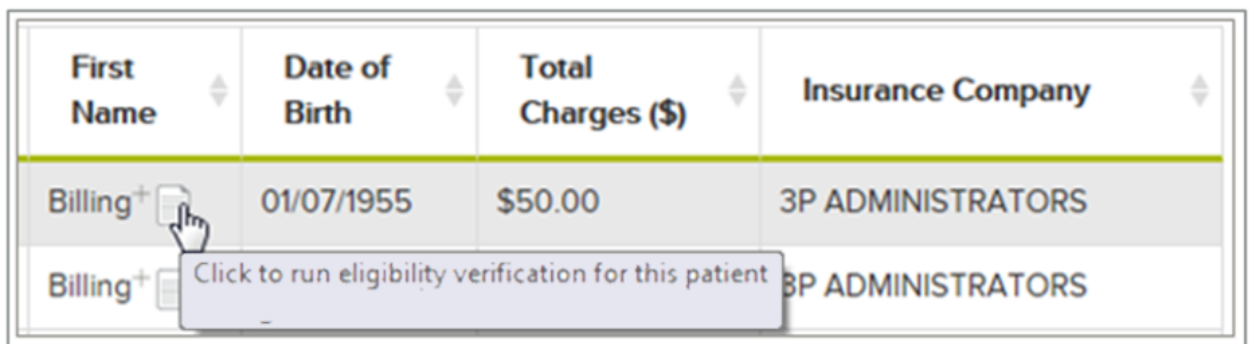 First Name
Date of Birth
Total Charges ($)
Insurance Company
Billing+ 01/07/1955 $50.00 3P ADMINISTRATORS
Click to run eligibility verification for this patient
Billing+ 3P ADMINISTRATORS